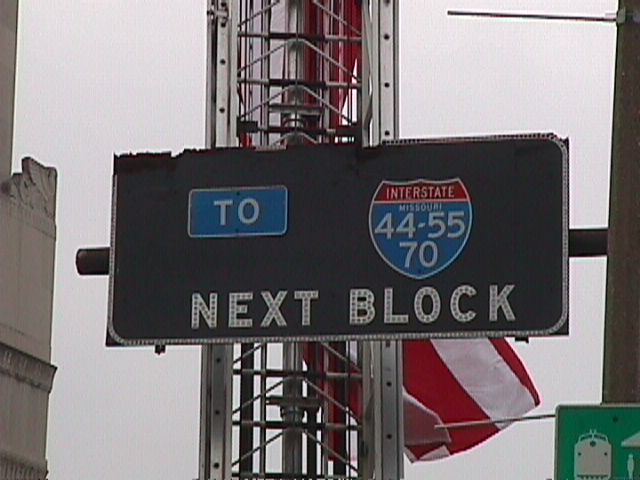 TO
INTERSTATE
MISSOURI
44-55
70
NEXT BLOCK